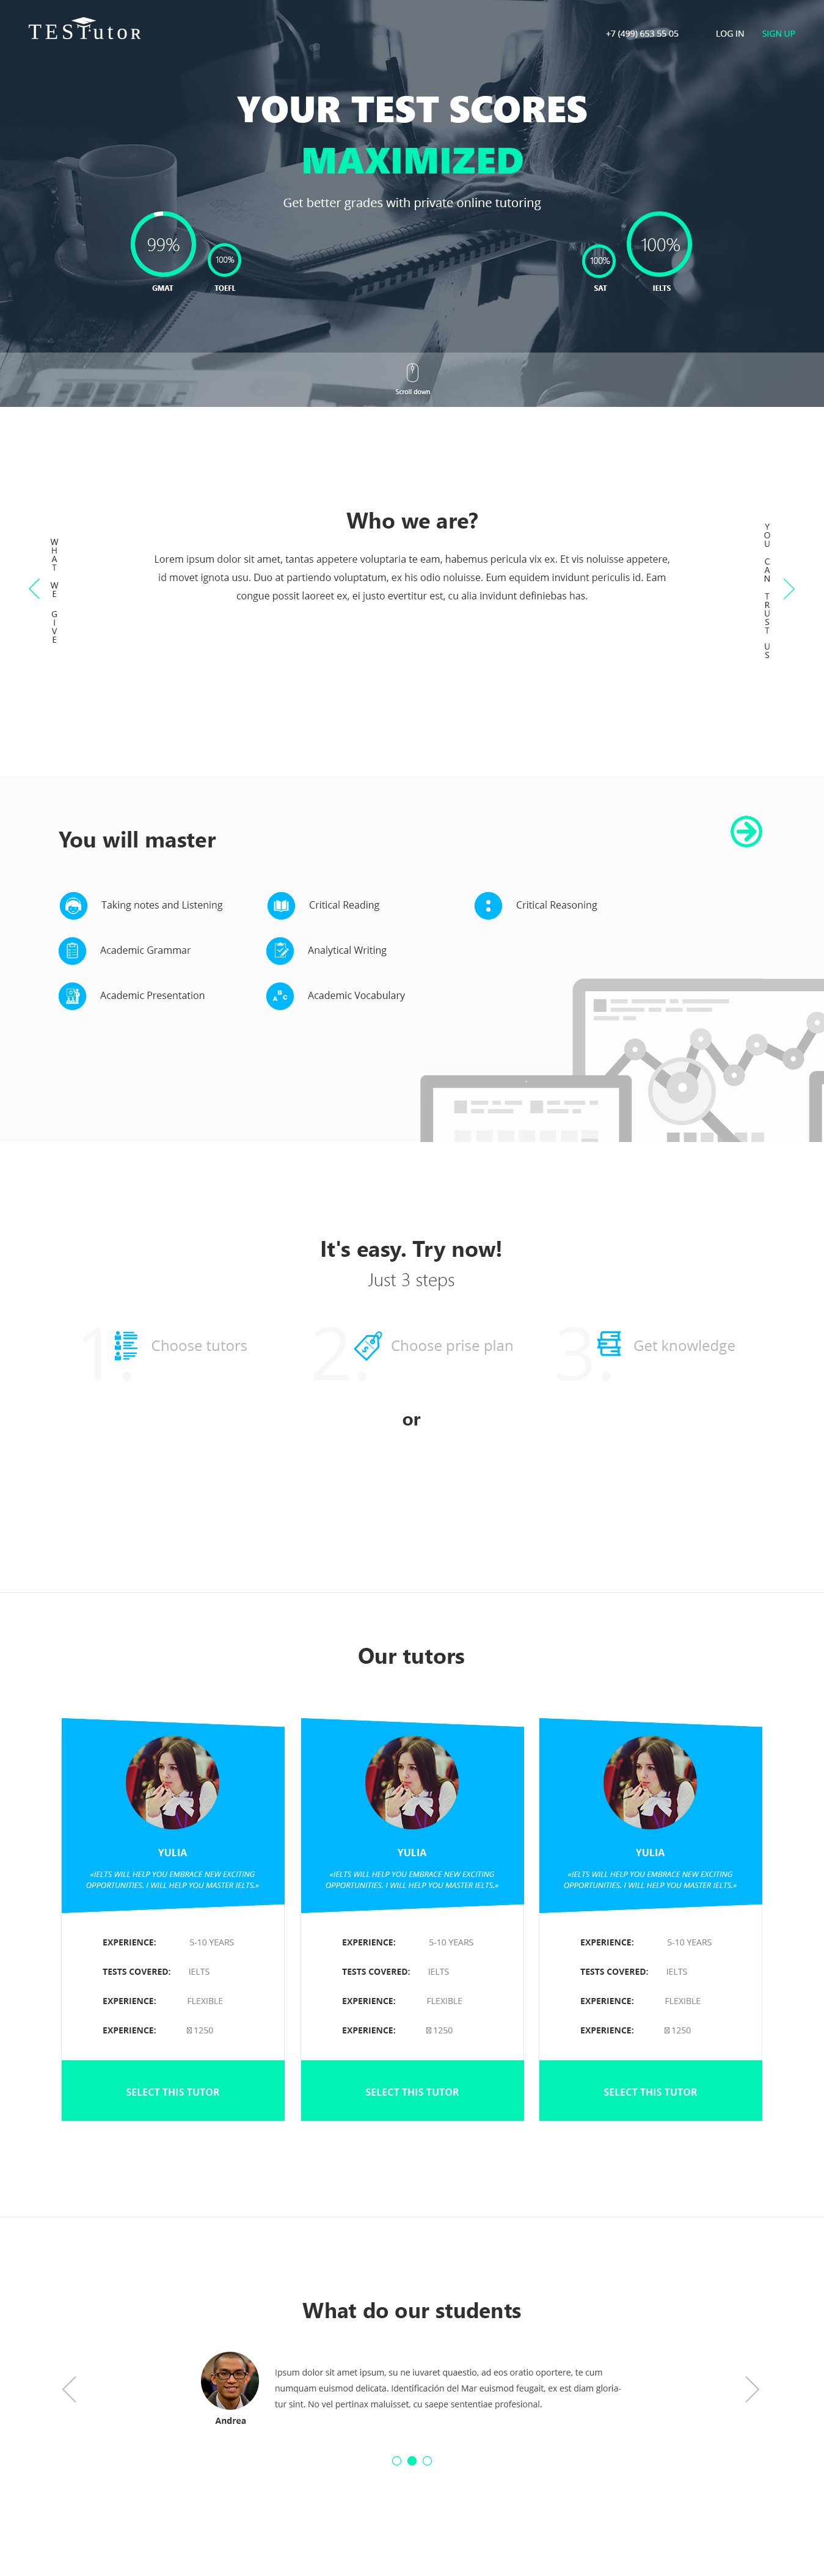 TESTutor
+7 (499) 653 55 05 LOG IN SIGN UP
YOUR TEST SCORES
MAXIMIZED
Get better grades with private online tutoring
99% 100% 100% 100%
GMAT TOEFL SAT IELTS
Scroll down
Who we are?
WHAT WE GIVE
Lorem ipsum dolor sit amet, tantas appetere voluptaria te eam, habemus pericula vix ex. Et vis noluisse appetere,
id movet ignota usu. Duo at partiendo voluptatum, ex his odio noluisse. Eum equidem invidunt periculis id. Eam
congue possit laoreet ex, ei justo evertitur est, cu alia invidunt definiebas has.
YOU CAN TRUST US
You will master
Taking notes and Listening Critical Reading Critical Reasoning
Academic Grammar Analytical Writing
Academic Presentation Academic Vocabulary
A B C
It's easy. Try now!
Just 3 steps
1. Choose tutors 2. Choose prise plan 3. Get knowledge
or
Our tutors
YULIA YULIA YULIA
«IELTS WILL HELP YOU EMBRACE NEW EXCITING «IELTS WILL HELP YOU EMBRACE NEW EXCITING «IELTS WILL HELP YOU EMBRACE NEW EXCITING
OPPORTUNITIES. I WILL HELP YOU MASTER IELTS.» OPPORTUNITIES. I WILL HELP YOU MASTER IELTS.» OPPORTUNITIES. I WILL HELP YOU MASTER IELTS.»
EXPERIENCE: 5-10 YEARS EXPERIENCE: 5-10 YEARS EXPERIENCE: 5-10 YEARS
TESTS COVERED: IELTS TESTS COVERED: IELTS TESTS COVERED: IELTS
EXPERIENCE: FLEXIBLE EXPERIENCE: FLEXIBLE EXPERIENCE: FLEXIBLE
EXPERIENCE: 1250 EXPERIENCE: 1250 EXPERIENCE: 1250
SELECT THIS TUTOR SELECT THIS TUTOR SELECT THIS TUTOR
What do our students
Ipsum dolor sit amet ipsum, su ne iuvaret quaestio, ad eos oratio oportere, te cum
numquam euismod delicata. Identificación del Mar euismod feugait, ex est diam gloria-
tur sint. No vel pertinax maluisset, cu saepe sententiae profesional.
Andrea